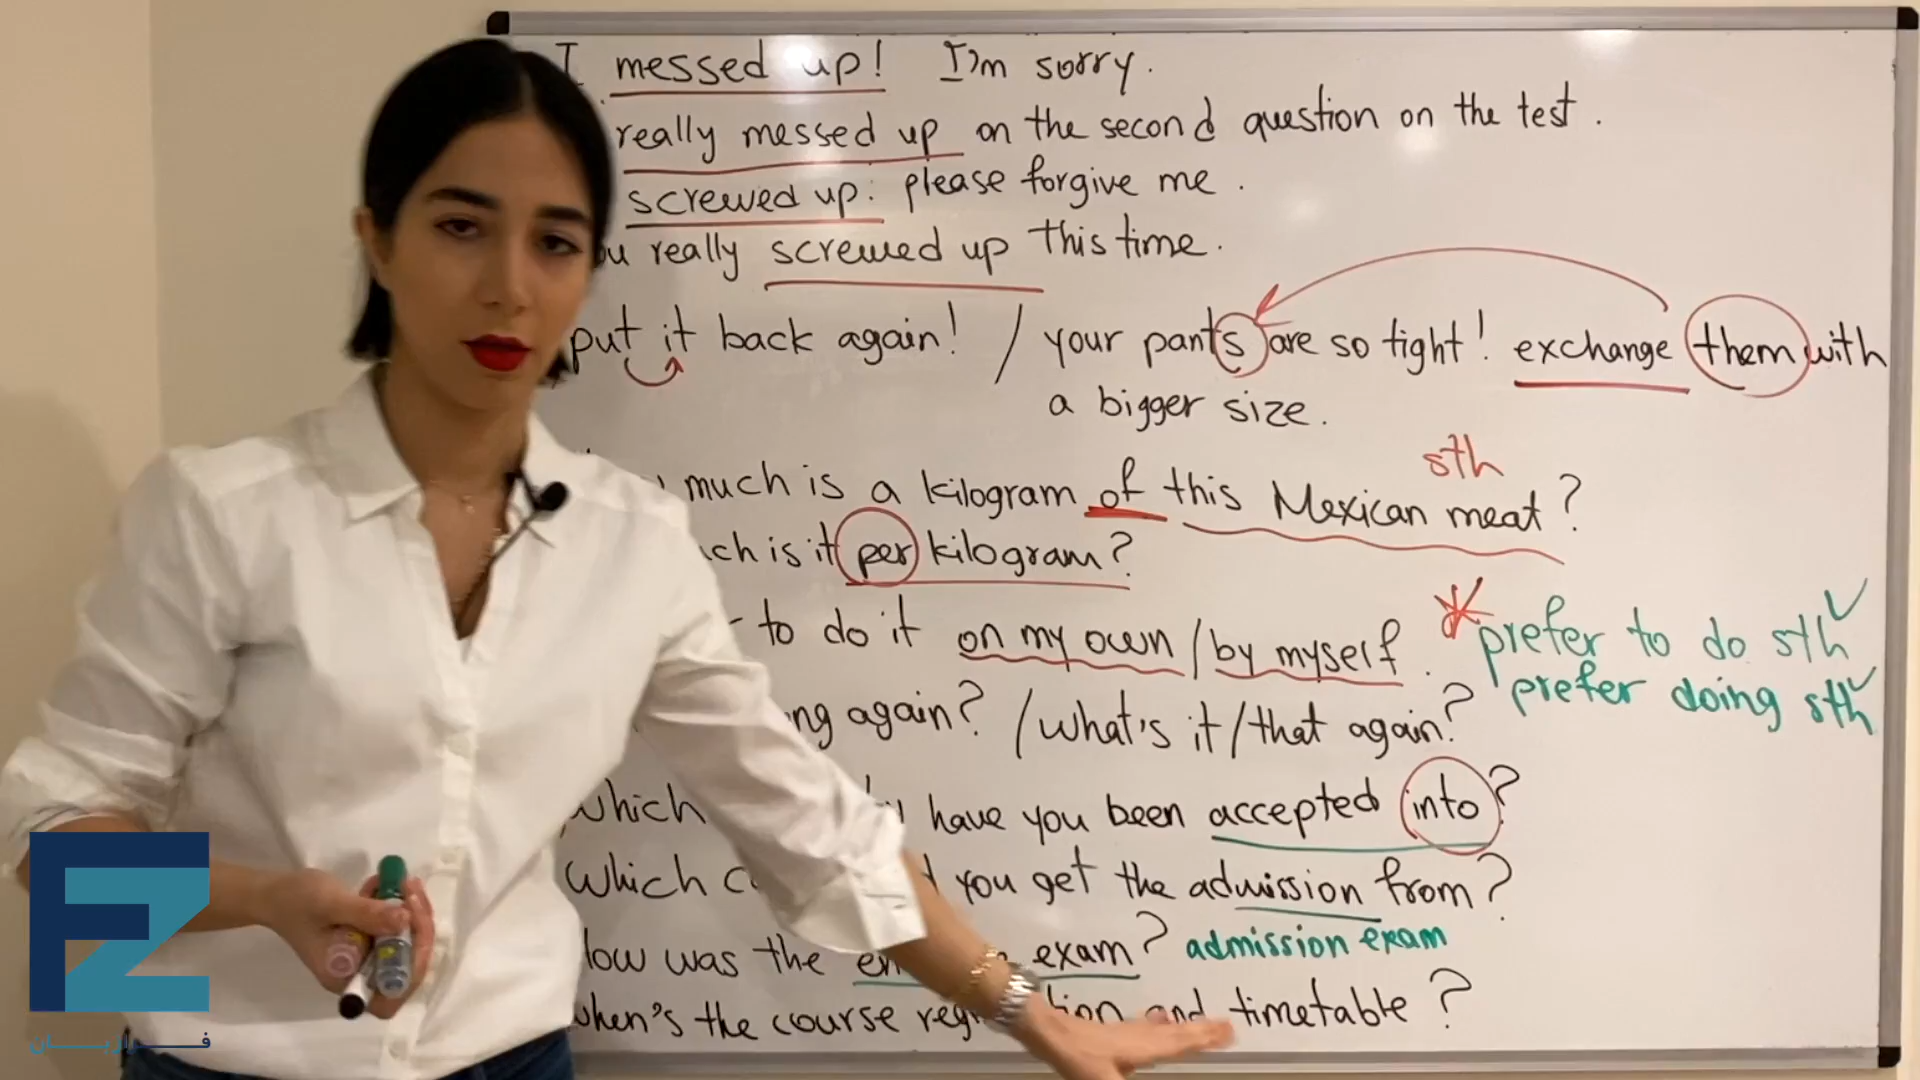 I messed up! I'm sorry.
really messed up on the second question on the test.
screwed up. please forgive me.
really screwed up this time.
put it back again! / your pants are so tight! exchange them with
a bigger size.
sth
much is a kilogram of this Mexican meat?
is it per kilogram?
to do it on my own / by myself. * prefer to do sth ✓
prefer doing sth ✓
again? / what's it / that again?
which have you been accepted into?
which you get the admission from?
How was the exam? admission exam
when's the course and timetable?
FZ
فرازبان